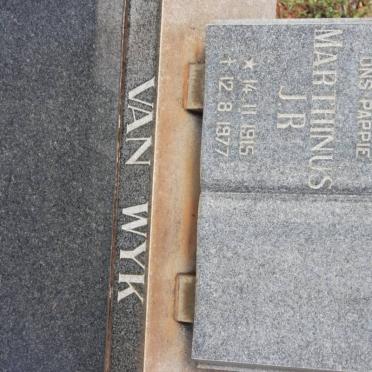 ONS PAPPIE
MARTHINUS
J.R
★ 14·11·1915
† 12·8·1977
VAN WYK